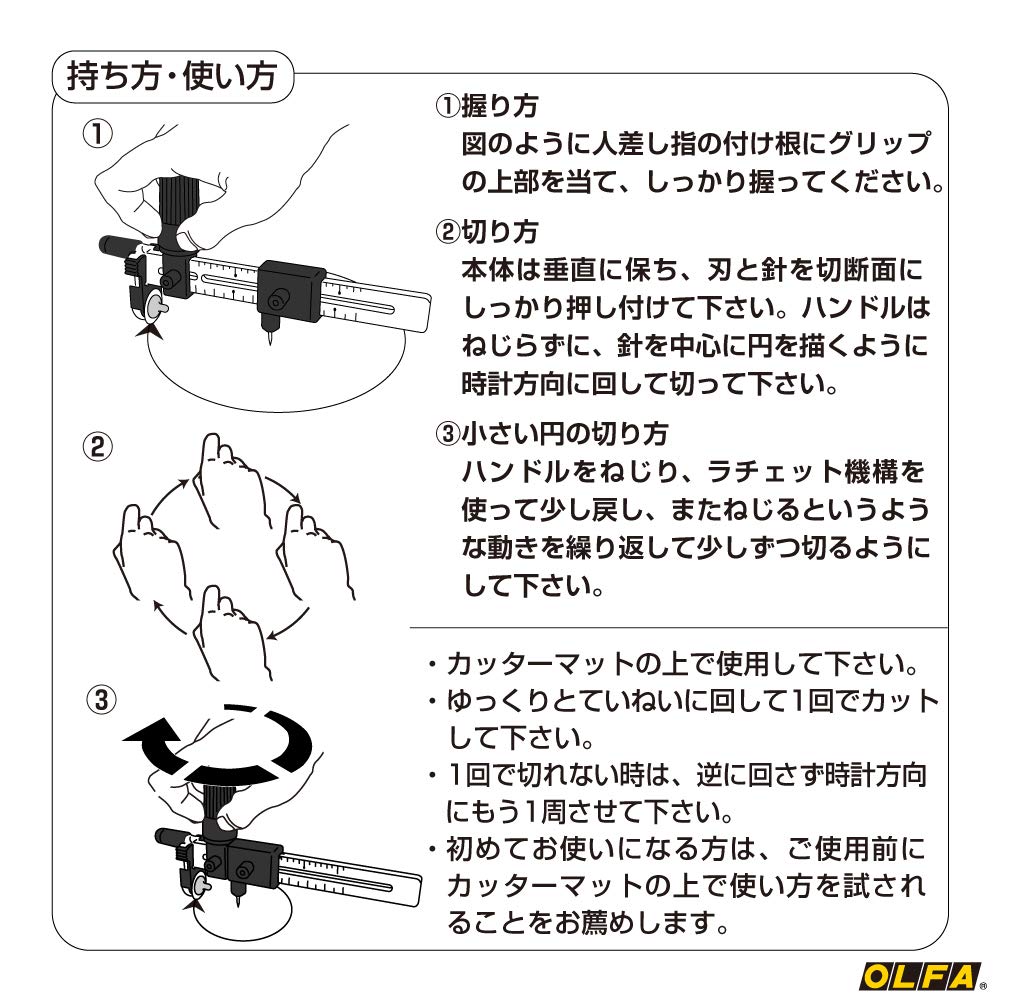 持ち方・使い方
①
①握り方
図のように人差し指の付け根にグリップ
の上部を当て、しっかり握ってください。
②切り方
本体は垂直に保ち、刃と針を切断面に
しっかり押し付けて下さい。ハンドルは
ねじらずに、針を中心に円を描くように
時計方向に回して切って下さい。
②
③小さい円の切り方
ハンドルをねじり、ラチェット機構を
使って少し戻し、またねじるというよう
な動きを繰り返して少しずつ切るように
して下さい。
③
・カッターマットの上で使用して下さい。
・ゆっくりとていねいに回して1回でカット
して下さい。
・1回で切れない時は、逆に回さず時計方向
にもう1周させて下さい。
・初めてお使いになる方は、ご使用前に
カッターマットの上で使い方を試され
ることをお薦めします。
OLFA®